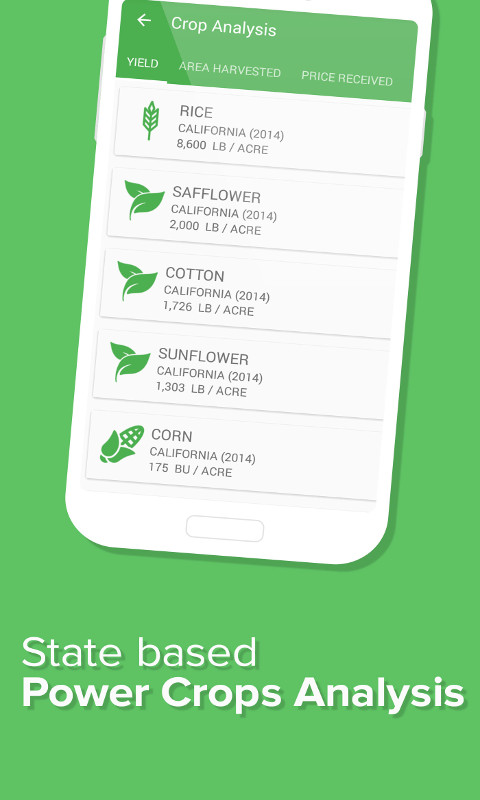 Crop Analysis
YIELD AREA HARVESTED PRICE RECEIVED
RICE
CALIFORNIA (2014)
8,600 LB / ACRE
SAFFLOWER
CALIFORNIA (2014)
2,000 LB / ACRE
COTTON
CALIFORNIA (2014)
1,726 LB / ACRE
SUNFLOWER
CALIFORNIA (2014)
1,303 LB / ACRE
CORN
CALIFORNIA (2014)
175 BU / ACRE
State based
Power Crops Analysis